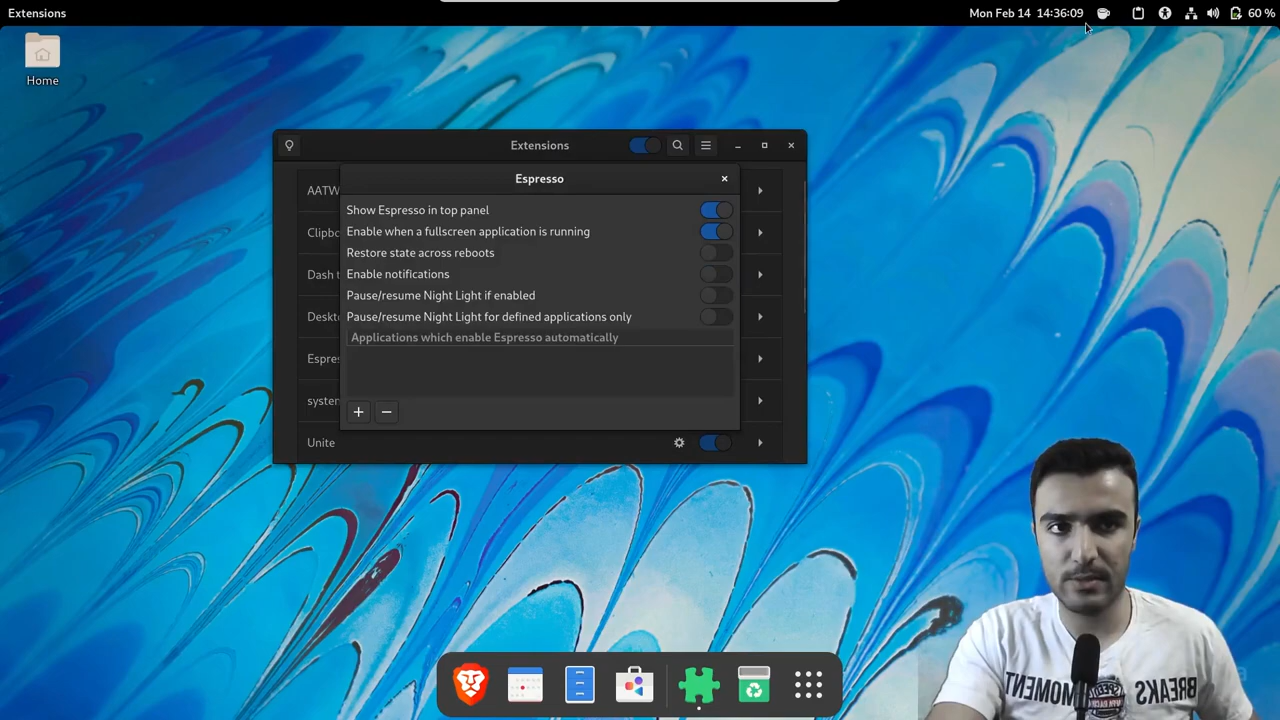 Extensions
Mon Feb 14 14:36:09
60 %
Home
Extensions
AATW
Espresso
Show Espresso in top panel
Clipbo
Enable when a fullscreen application is running
Restore state across reboots
Dash t
Enable notifications
Pause/resume Night Light if enabled
Deskto
Pause/resume Night Light for defined applications only
Applications which enable Espresso automatically
Espres
system
Unite
MOMENT
BREAKS